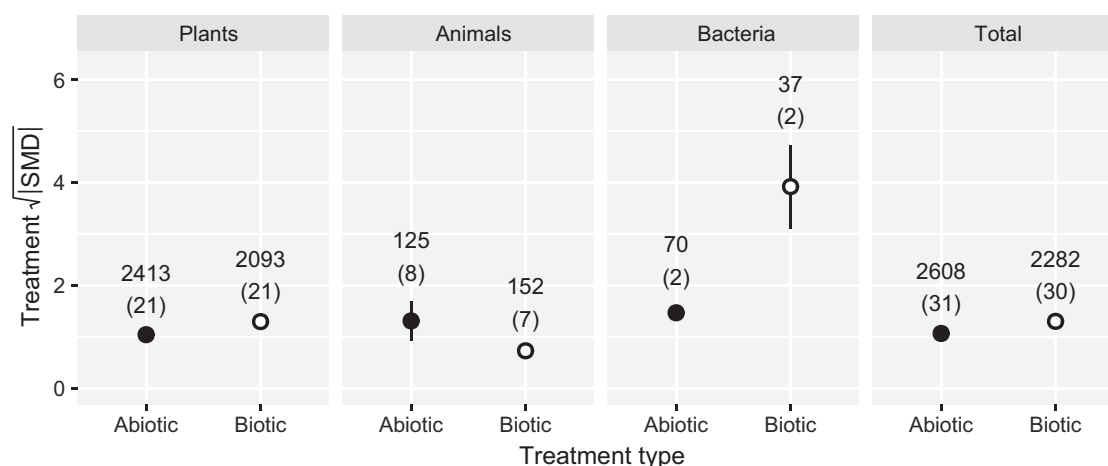 Plants
Animals
Bacteria
Total
Treatment √|SMD|
6
4
2
0
2413
(21)
2093
(21)
125
(8)
152
(7)
70
(2)
37
(2)
2608
(31)
2282
(30)
Abiotic
Biotic
Abiotic
Biotic
Abiotic
Biotic
Abiotic
Biotic
Treatment type